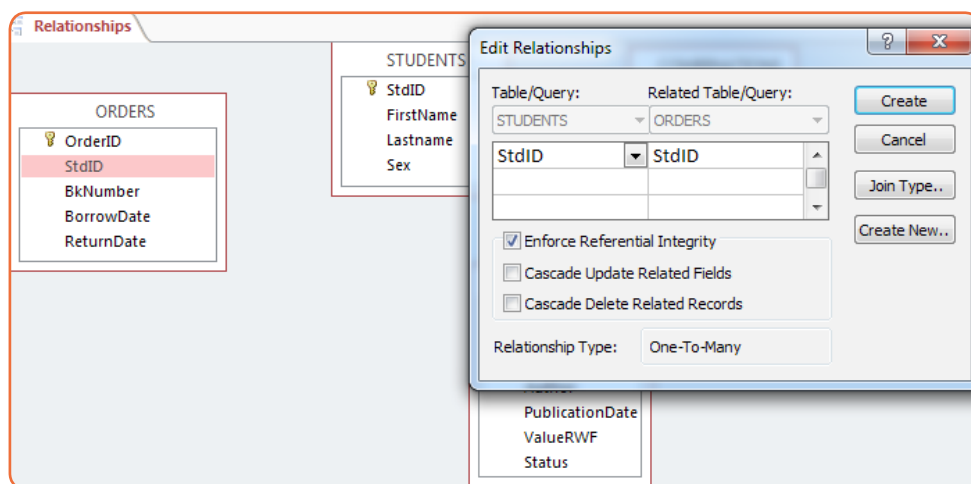 Relationships
ORDERS
OrderID
StdID
BkNumber
BorrowDate
ReturnDate
STUDENTS
StdID
FirstName
Lastname
Sex
Edit Relationships
?
X
Table/Query:
Related Table/Query:
STUDENTS
ORDERS
StdID
StdID
Enforce Referential Integrity
Cascade Update Related Fields
Cascade Delete Related Records
Relationship Type:
One-To-Many
Create
Cancel
Join Type..
Create New..
PublicationDate
ValueRWF
Status